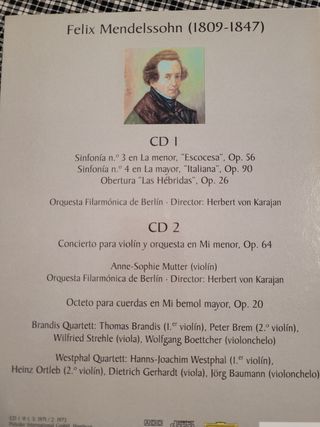 Felix Mendelssohn (1809-1847)
CD 1
Sinfonía n.º 3 en La menor, "Escocesa", Op. 56
Sinfonía n.º 4 en La mayor, "Italiana", Op. 90
Obertura "Las Hébridas", Op. 26
Orquesta Filarmónica de Berlín · Director: Herbert von Karajan
CD 2
Concierto para violín y orquesta en Mi menor, Op. 64
Anne-Sophie Mutter (violín)
Orquesta Filarmónica de Berlín · Director: Herbert von Karajan
Octeto para cuerdas en Mi bemol mayor, Op. 20
Brandis Quartett: Thomas Brandis (1.er violín), Peter Brem (2.º violín),
Wilfried Strehle (viola), Wolfgang Boettcher (violonchelo)
Westphal Quartett: Hanns-Joachim Westphal (1.er violín),
Heinz Ortleb (2.º violín), Dietrich Gerhardt (viola), Jörg Baumann (violonchelo)